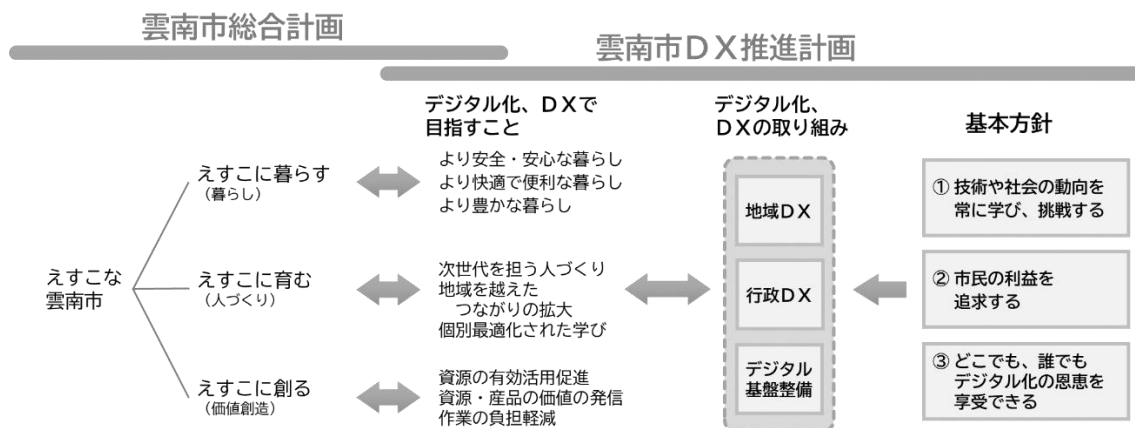 雲南市総合計画
雲南市DX推進計画
デジタル化、DXで
目指すこと
デジタル化、
DXの取り組み
基本方針
えすこな
雲南市
えすこに暮らす
（暮らし）
より安全・安心な暮らし
より快適で便利な暮らし
より豊かな暮らし
えすこに育む
（人づくり）
次世代を担う人づくり
地域を越えた
つながりの拡大
個別最適化された学び
えすこに創る
（価値創造）
資源の有効活用促進
資源・産品の価値の発信
作業の負担軽減
地域DX
行政DX
デジタル
基盤整備
① 技術や社会の動向を
常に学び、挑戦する
② 市民の利益を
追求する
③ どこでも、誰でも
デジタル化の恩恵を
享受できる